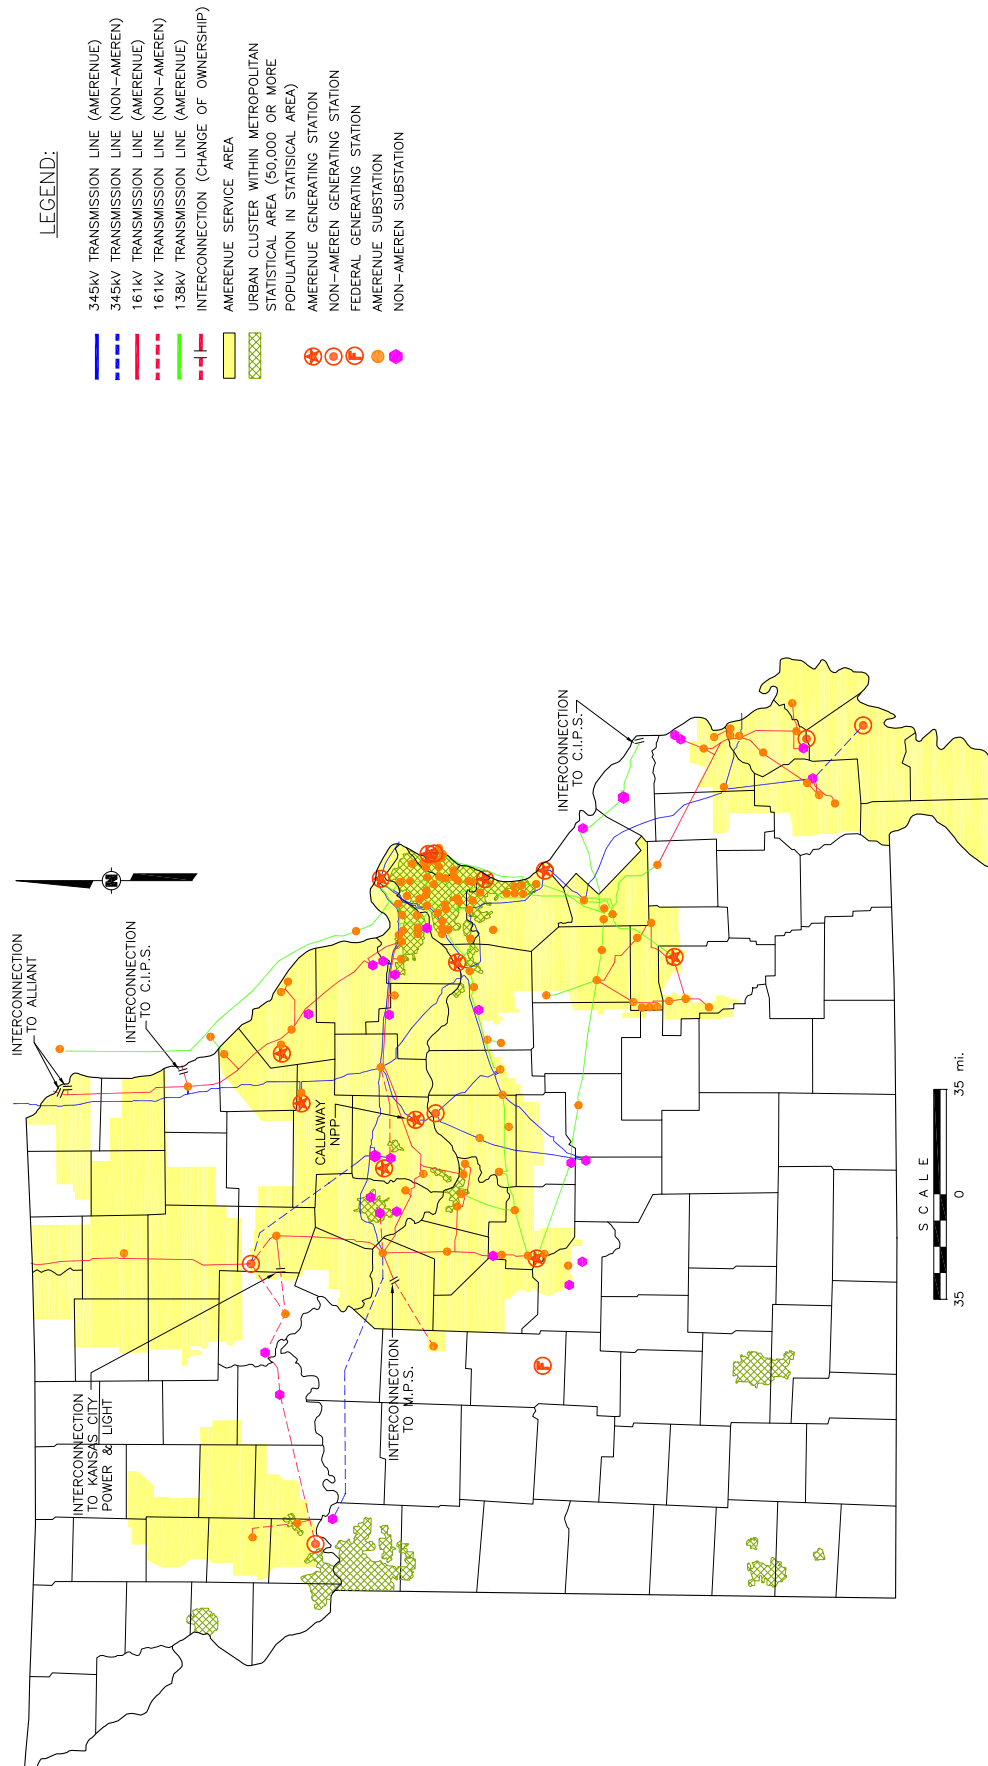 LEGEND:
345kV TRANSMISSION LINE (AMERENUE)
345kV TRANSMISSION LINE (NON-AMEREN)
161kV TRANSMISSION LINE (AMERENUE)
161kV TRANSMISSION LINE (NON-AMEREN)
138kV TRANSMISSION LINE (AMERENUE)
INTERCONNECTION (CHANGE OF OWNERSHIP)
AMERENUE SERVICE AREA
URBAN CLUSTER WITHIN METROPOLITAN
STATISTICAL AREA (50,000 OR MORE
POPULATION IN STATISICAL AREA)
AMERENUE GENERATING STATION
NON-AMEREN GENERATING STATION
F
FEDERAL GENERATING STATION
AMERENUE SUBSTATION
NON-AMEREN SUBSTATION
N
INTERCONNECTION
TO ALLIANT
INTERCONNECTION
TO C.I.P.S.
INTERCONNECTION
TO KANSAS CITY
POWER & LIGHT
CALLAWAY
NPP
INTERCONNECTION
TO M.P.S.
INTERCONNECTION
TO C.I.P.S.
F
SCALE
35
0
35 mi.